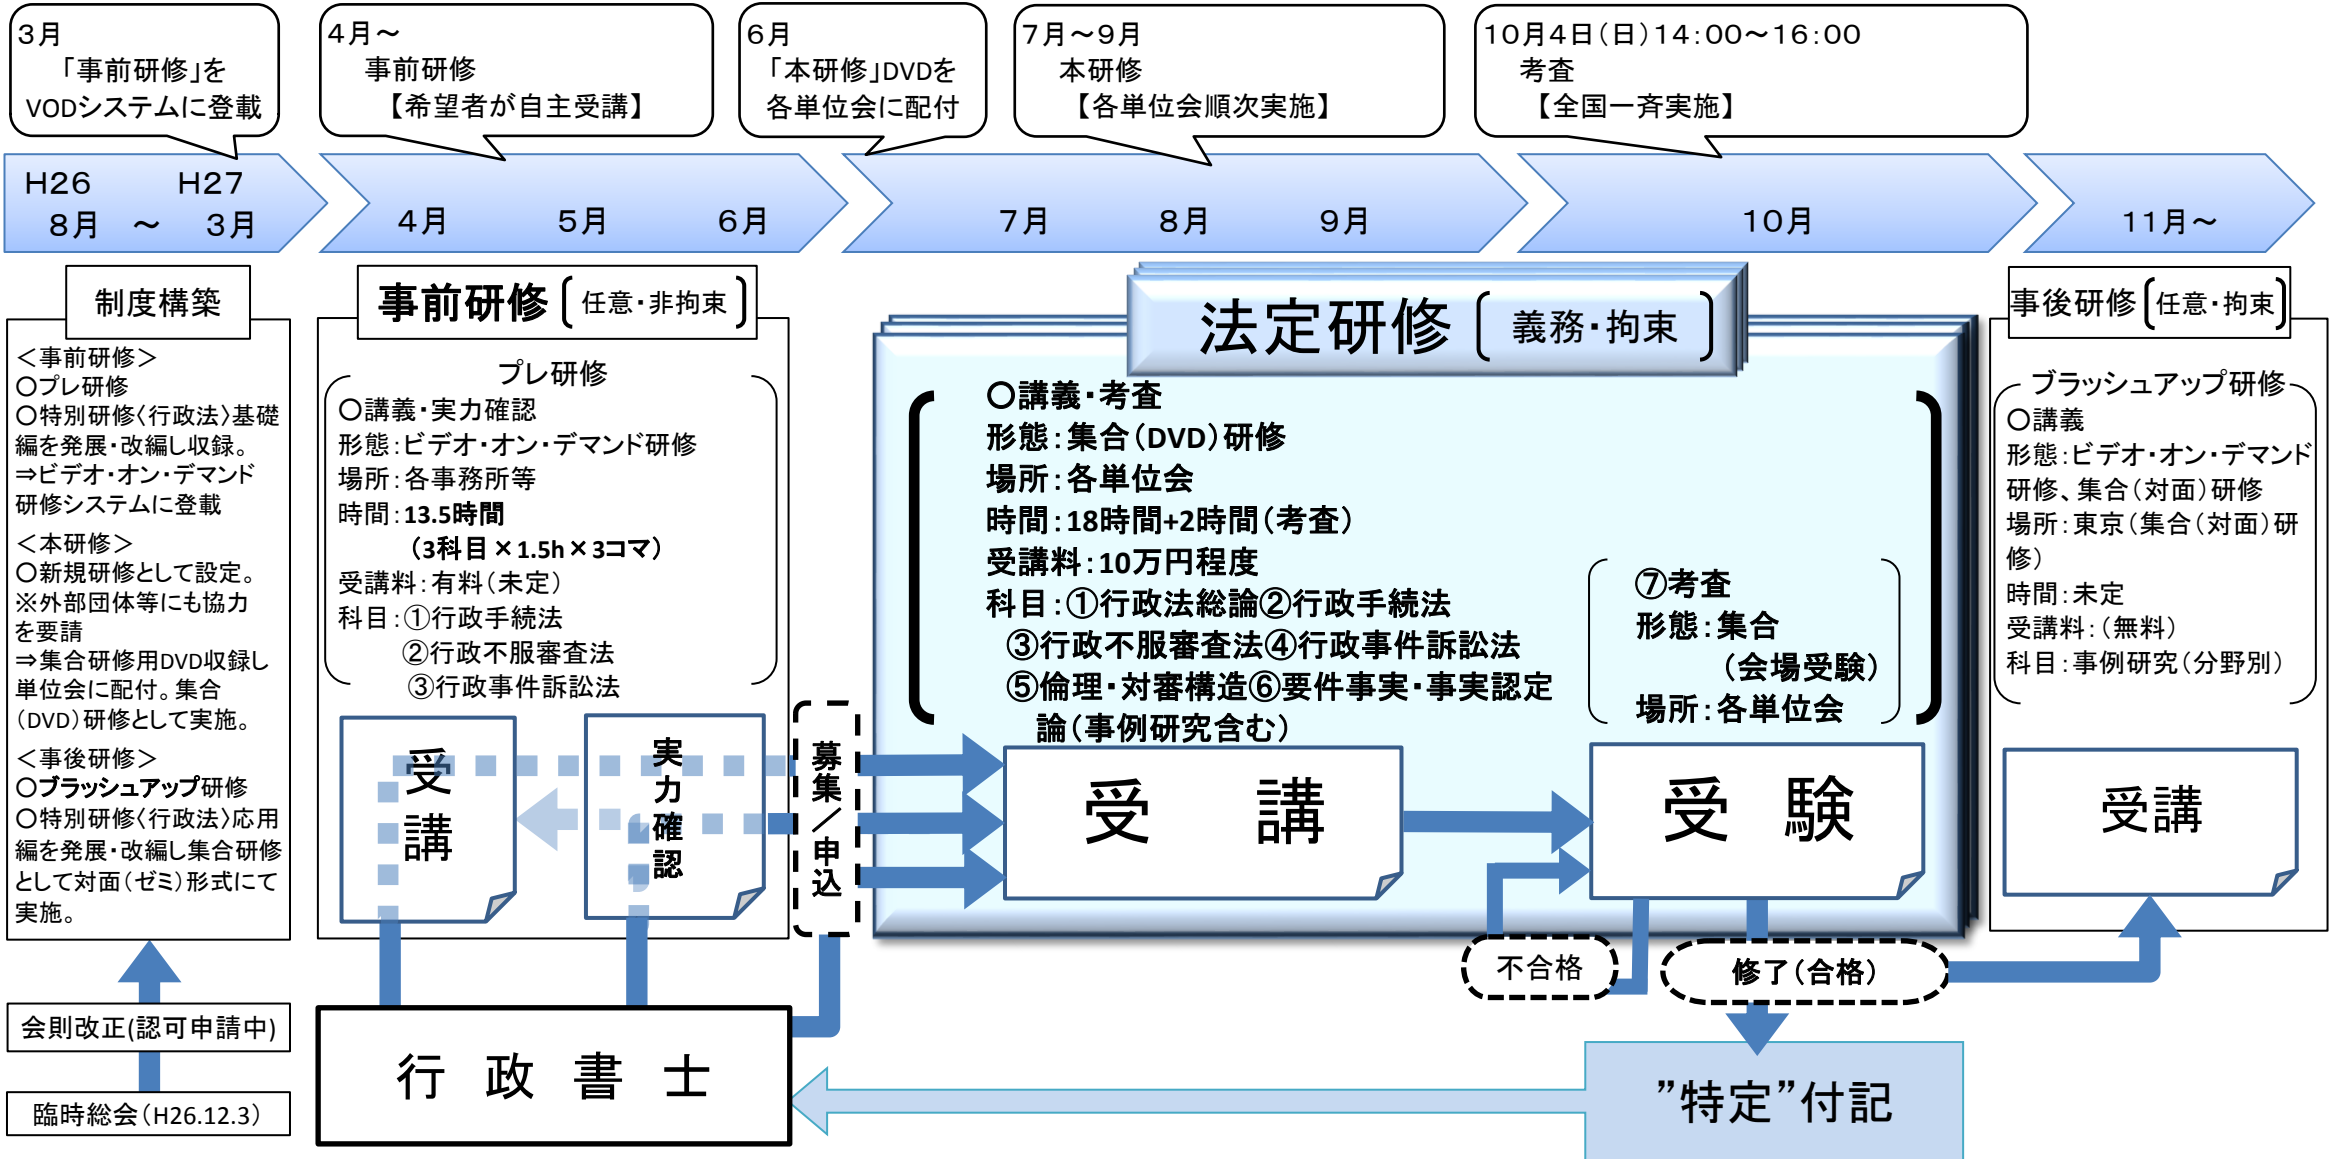 3月
「事前研修」を
VODシステムに登載
4月～
事前研修
【希望者が自主受講】
6月
「本研修」DVDを
各単位会に配付
7月～9月
本研修
【各単位会順次実施】
10月4日(日)14:00～16:00
考査
【全国一斉実施】
H26 H27
8月 ～ 3月
4月 5月 6月
7月 8月 9月
10月
11月～
制度構築
＜事前研修＞
○プレ研修
○特別研修〈行政法〉基礎
編を発展・改編し収録。
⇒ビデオ・オン・デマンド
研修システムに登載
＜本研修＞
○新規研修として設定。
※外部団体等にも協力
を要請
⇒集合研修用DVD収録し
単位会に配付。集合
（DVD）研修として実施。
＜事後研修＞
○ブラッシュアップ研修
○特別研修〈行政法〉応用
編を発展・改編し集合研修
として対面（ゼミ）形式にて
実施。
会則改正(認可申請中)
臨時総会（H26.12.3）
事前研修〔任意・非拘束〕
プレ研修
○講義・実力確認
形態：ビデオ・オン・デマンド研修
場所：各事務所等
時間：13.5時間
（3科目×1.5h×3コマ）
受講料：有料（未定）
科目：①行政手続法
②行政不服審査法
③行政事件訴訟法
受講
実力確認
募集／申込
行政書士
法定研修〔義務・拘束〕
○講義・考査
形態：集合（DVD）研修
場所：各単位会
時間：18時間+2時間（考査）
受講料：10万円程度
科目：①行政法総論②行政手続法
③行政不服審査法④行政事件訴訟法
⑤倫理・対審構造⑥要件事実・事実認定
論（事例研究含む）
⑦考査
形態：集合
（会場受験）
場所：各単位会
受　講
受　験
不合格
修了（合格）
”特定”付記
事後研修〔任意・拘束〕
ブラッシュアップ研修
○講義
形態：ビデオ・オン・デマンド
研修、集合（対面）研修
場所：東京（集合（対面）研
修）
時間：未定
受講料：（無料）
科目：事例研究（分野別）
受講